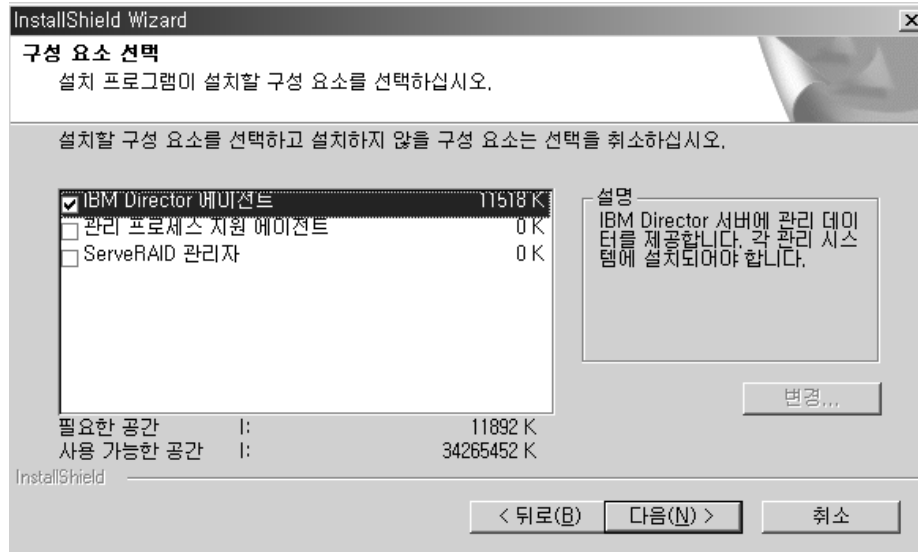 InstallShield Wizard
구성 요소 선택
설치 프로그램이 설치할 구성 요소를 선택하십시오.
설치할 구성 요소를 선택하고 설치하지 않을 구성 요소는 선택을 취소하십시오.
IBM Director 에이전트 11518 K
관리 프로세스 지원 에이전트 0 K
ServeRAID 관리자 0 K
설명
IBM Director 서버에 관리 데이
터를 제공합니다. 각 관리 시스
템에 설치되어야 합니다.
변경...
필요한 공간 I: 11892 K
사용 가능한 공간 I: 34265452 K
InstallShield
< 뒤로(B) 다음(N) > 취소